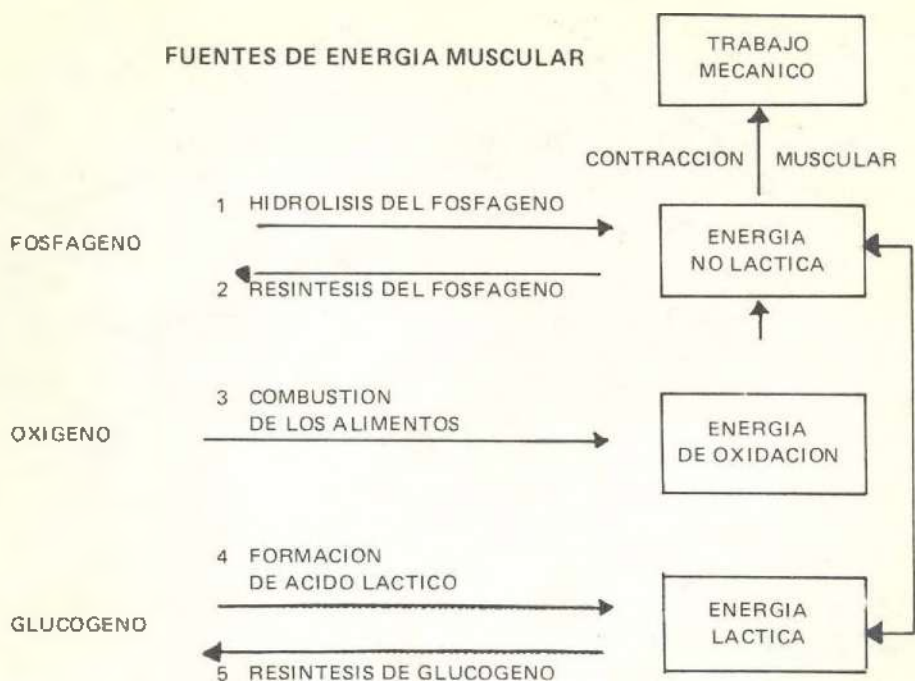 FUENTES DE ENERGIA MUSCULAR
TRABAJO
MECANICO
CONTRACCION MUSCULAR
1 HIDROLISIS DEL FOSFAGENO
FOSFAGENO
ENERGIA
NO LACTICA
2 RESINTESIS DEL FOSFAGENO
3 COMBUSTION
DE LOS ALIMENTOS
OXIGENO
ENERGIA
DE OXIDACION
4 FORMACION
DE ACIDO LACTICO
GLUCOGENO
ENERGIA
LACTICA
5 RESINTESIS DE GLUCOGENO